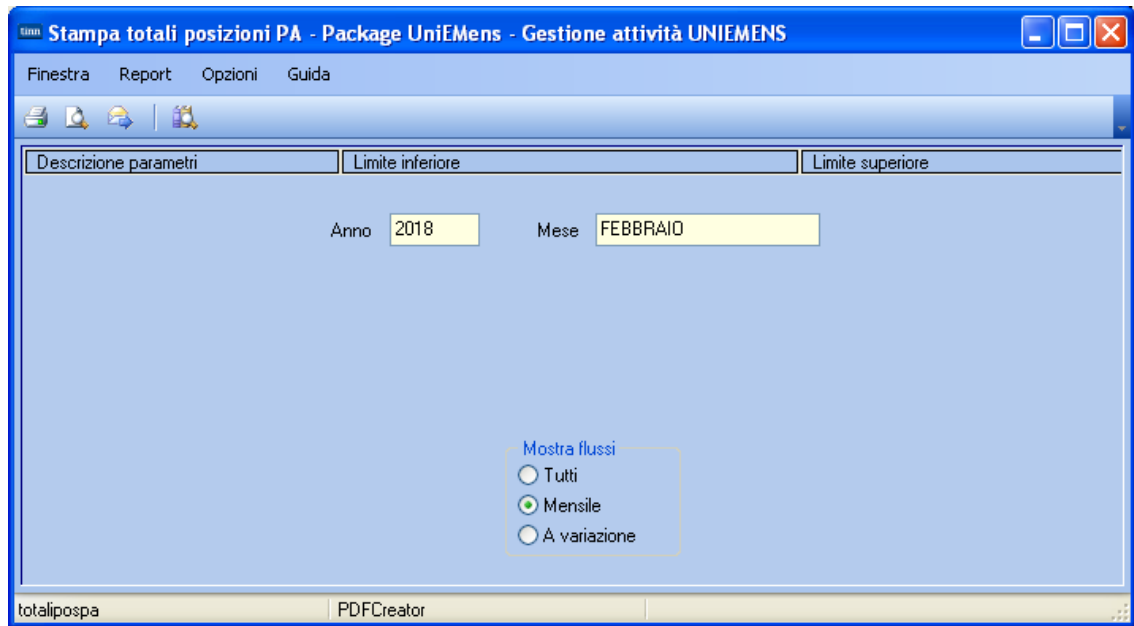 tinn Stampa totali posizioni PA - Package UniEMens - Gestione attività UNIEMENS
Finestra Report Opzioni Guida
Descrizione parametri Limite inferiore Limite superiore
Anno 2018 Mese FEBBRAIO
Mostra flussi
Tutti
Mensile
A variazione
totalipospa PDFCreator